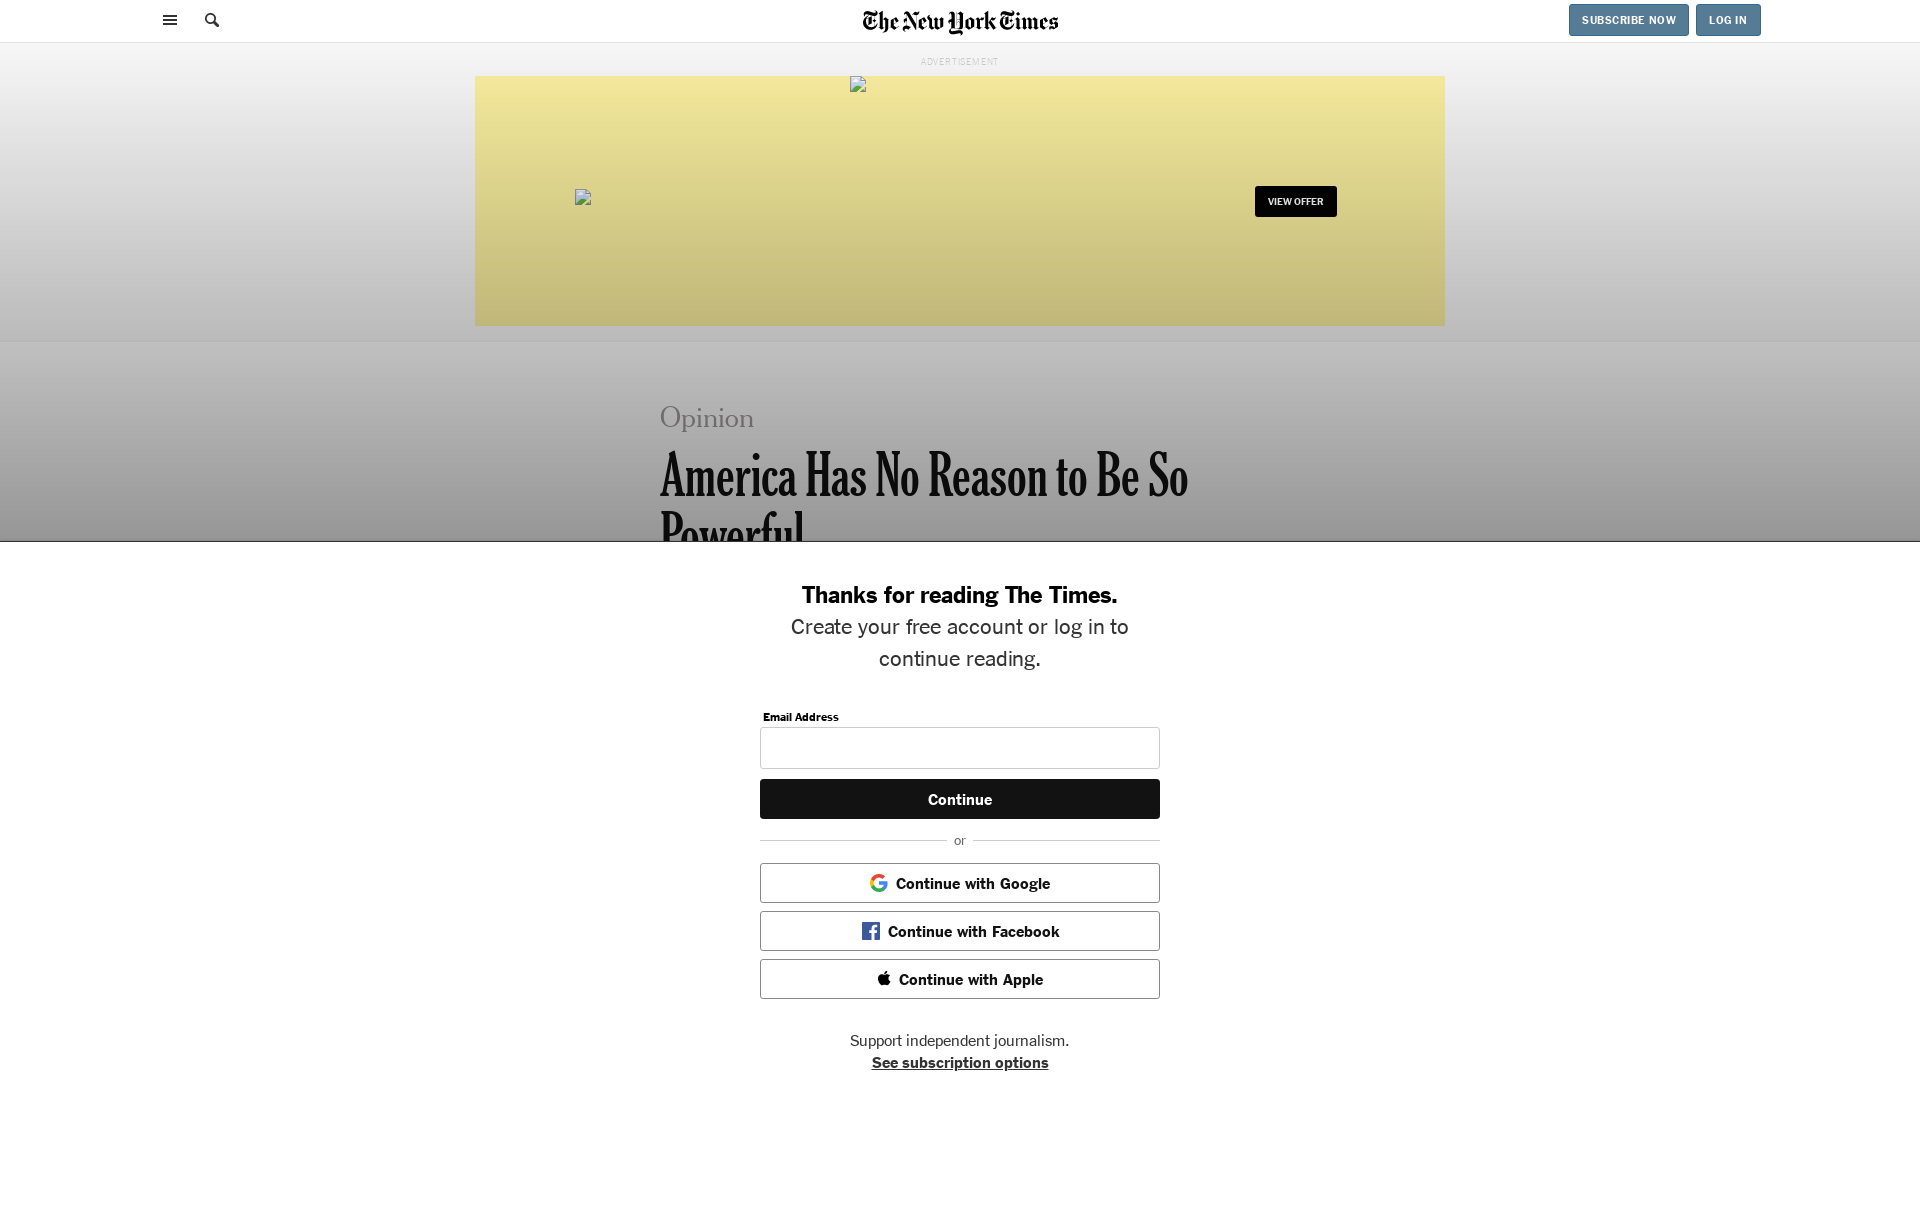 The New York Times
SUBSCRIBE NOW
LOG IN
ADVERTISEMENT
VIEW OFFER
Opinion
America Has No Reason to Be So
Powerful
Thanks for reading The Times.
Create your free account or log in to
continue reading.
Email Address
Continue
or
Continue with Google
Continue with Facebook
Continue with Apple
Support independent journalism.
See subscription options